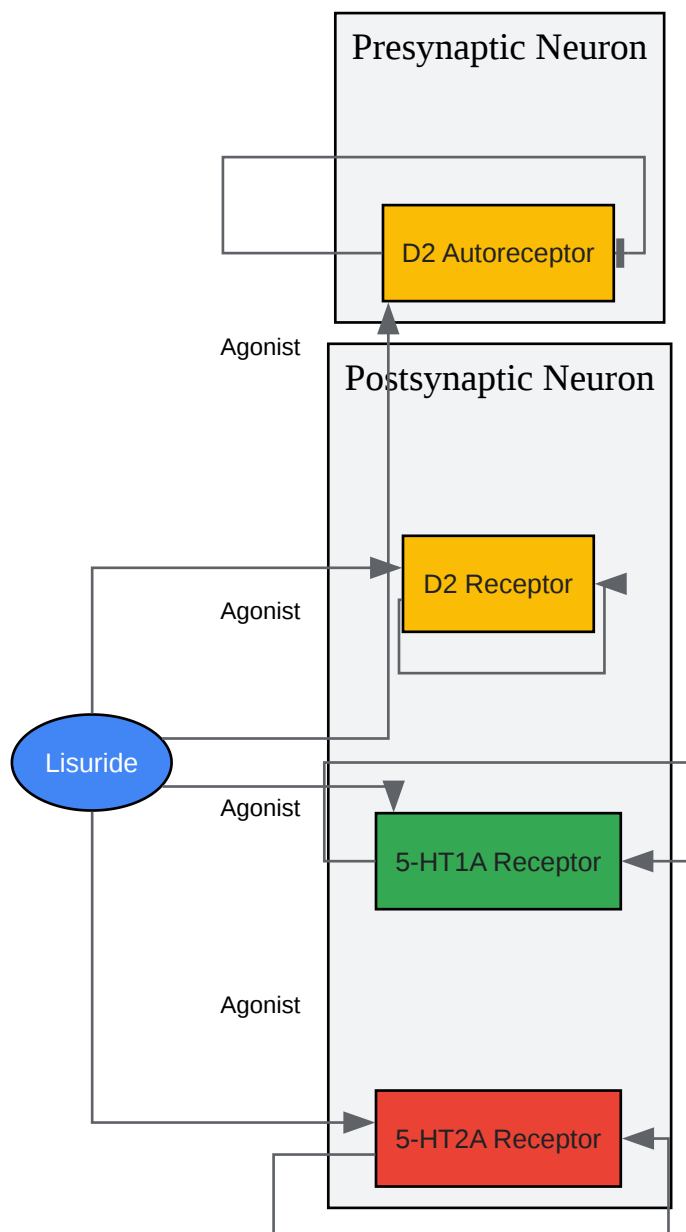 Presynaptic Neuron
D2 Autoreceptor
Agonist
Postsynaptic Neuron
D2 Receptor
Agonist
Lisuride
Agonist
5-HT1A Receptor
Agonist
5-HT2A Receptor